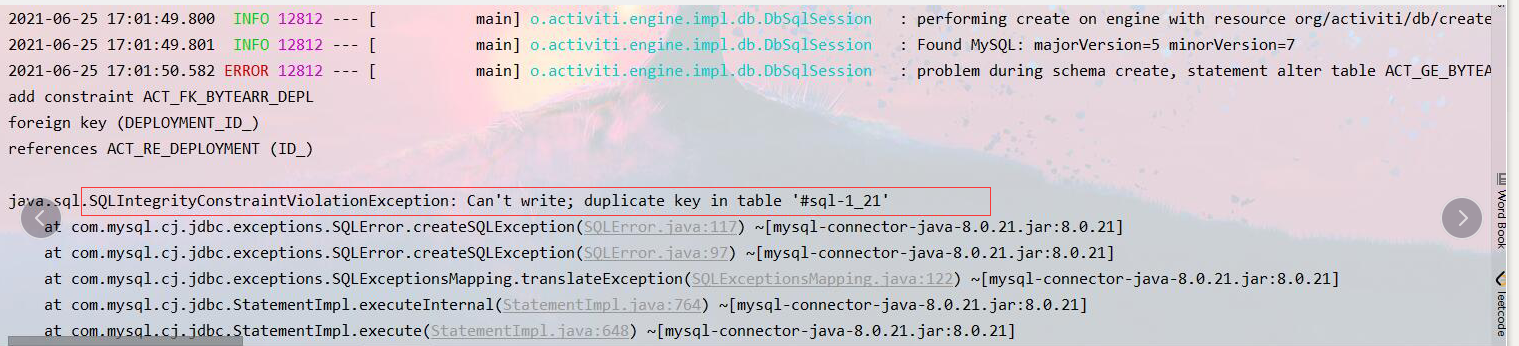 2021-06-25 17:01:49.800  INFO 12812 --- [           main] o.activiti.engine.impl.db.DbSqlSession   : performing create on engine with resource org/activiti/db/create
2021-06-25 17:01:49.801  INFO 12812 --- [           main] o.activiti.engine.impl.db.DbSqlSession   : Found MySQL: majorVersion=5 minorVersion=7
2021-06-25 17:01:50.582 ERROR 12812 --- [           main] o.activiti.engine.impl.db.DbSqlSession   : problem during schema create, statement alter table ACT_GE_BYTEA
add constraint ACT_FK_BYTEARR_DEPL
foreign key (DEPLOYMENT_ID_)
references ACT_RE_DEPLOYMENT (ID_)
java.sql.SQLIntegrityConstraintViolationException: Can't write; duplicate key in table '#sql-1_21'
at com.mysql.cj.jdbc.exceptions.SQLError.createSQLException(SQLError.java:117) ~[mysql-connector-java-8.0.21.jar:8.0.21]
at com.mysql.cj.jdbc.exceptions.SQLError.createSQLException(SQLError.java:97) ~[mysql-connector-java-8.0.21.jar:8.0.21]
at com.mysql.cj.jdbc.exceptions.SQLExceptionsMapping.translateException(SQLExceptionsMapping.java:122) ~[mysql-connector-java-8.0.21.jar:8.0.21]
at com.mysql.cj.jdbc.StatementImpl.executeInternal(StatementImpl.java:764) ~[mysql-connector-java-8.0.21.jar:8.0.21]
at com.mysql.cj.jdbc.StatementImpl.execute(StatementImpl.java:648) ~[mysql-connector-java-8.0.21.jar:8.0.21]
Word Book
leetcode